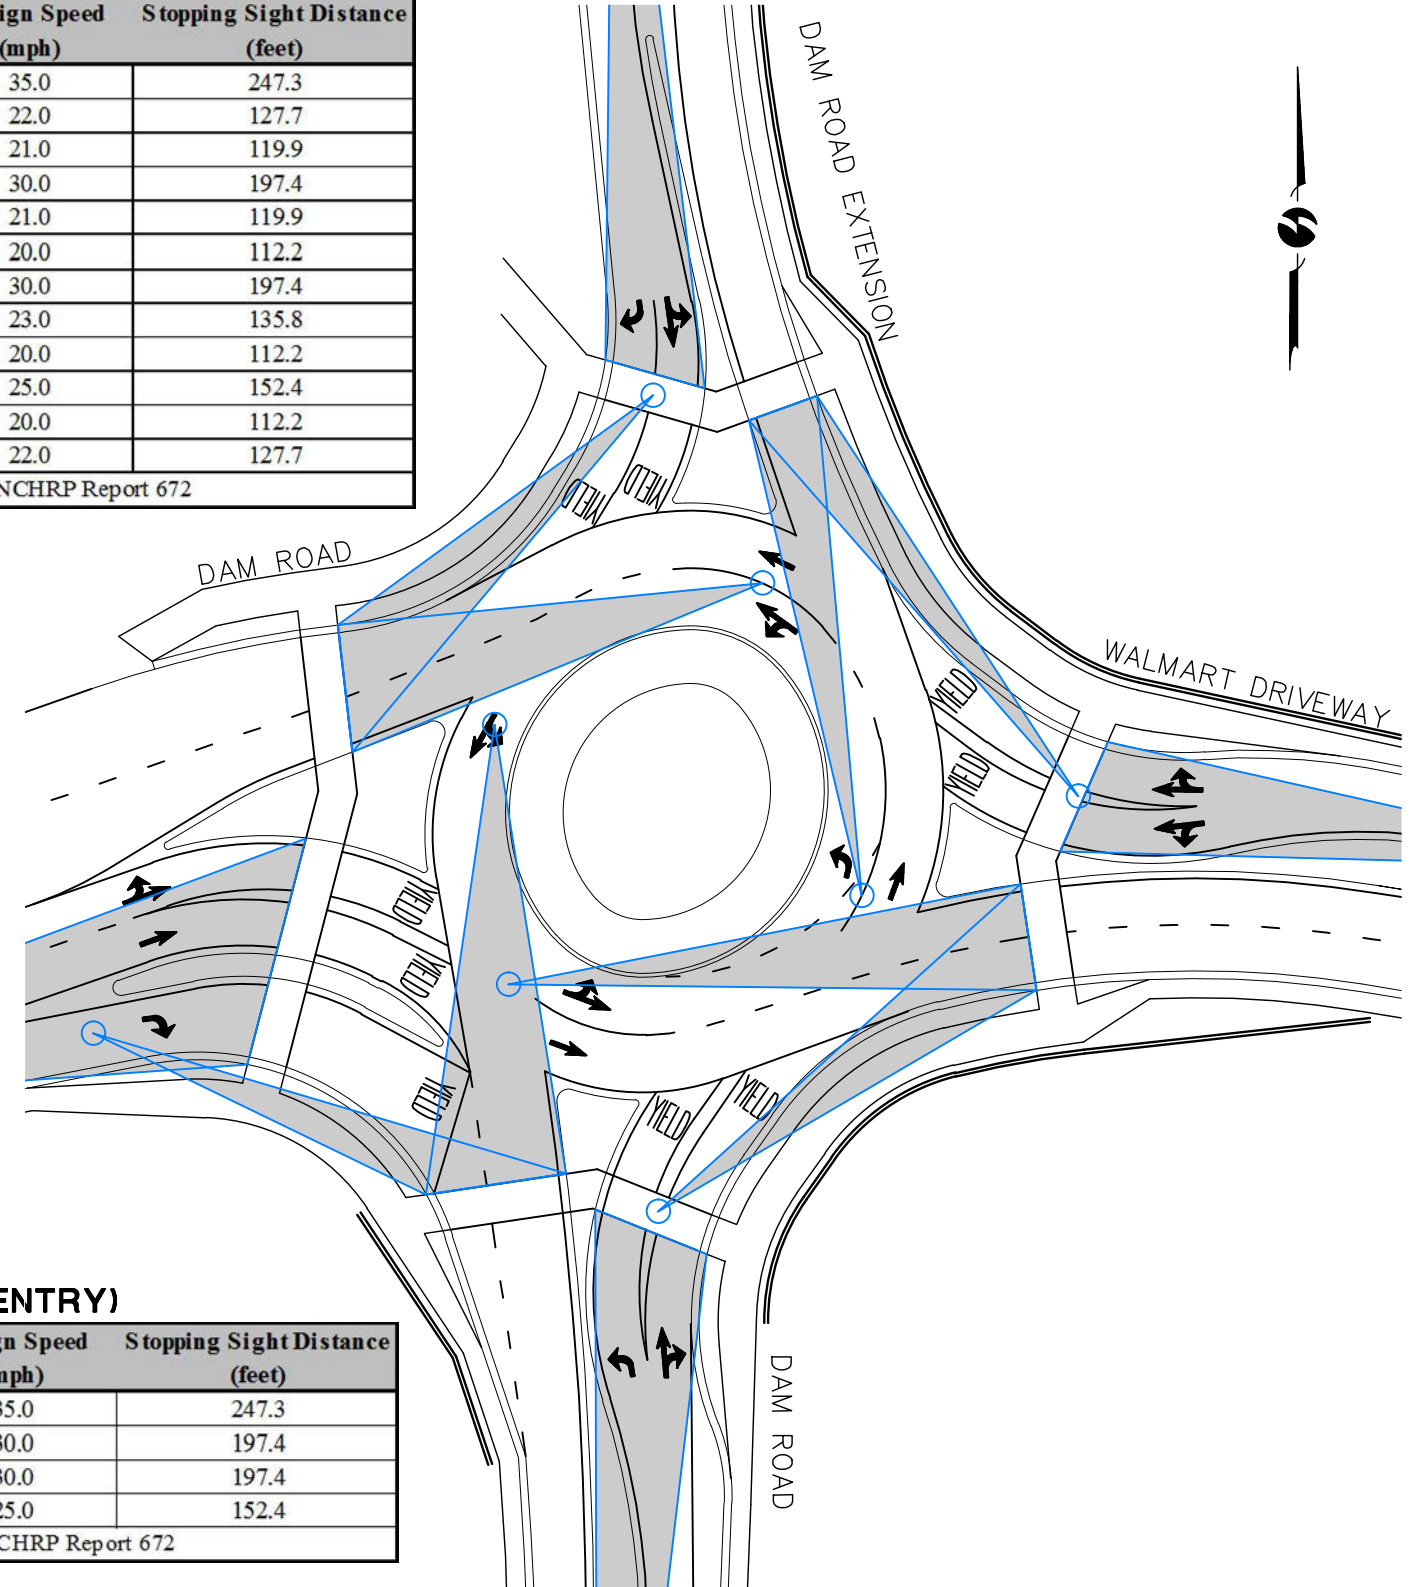 ign Speed Stopping Sight Distance
(mph) (feet)
35.0 247.3
22.0 127.7
21.0 119.9
30.0 197.4
21.0 119.9
20.0 112.2
30.0 197.4
23.0 135.8
20.0 112.2
25.0 152.4
20.0 112.2
22.0 127.7
NCHRP Report 672
DAM ROAD EXTENSION
DAM ROAD
YIELD
YIELD
WALMART DRIVEWAY
YIELD
YIELD
YIELD
YIELD
YIELD
YIELD
YIELD
DAM ROAD
ENTRY)
gn Speed Stopping Sight Distance
mph) (feet)
35.0 247.3
30.0 197.4
30.0 197.4
25.0 152.4
CHRP Report 672